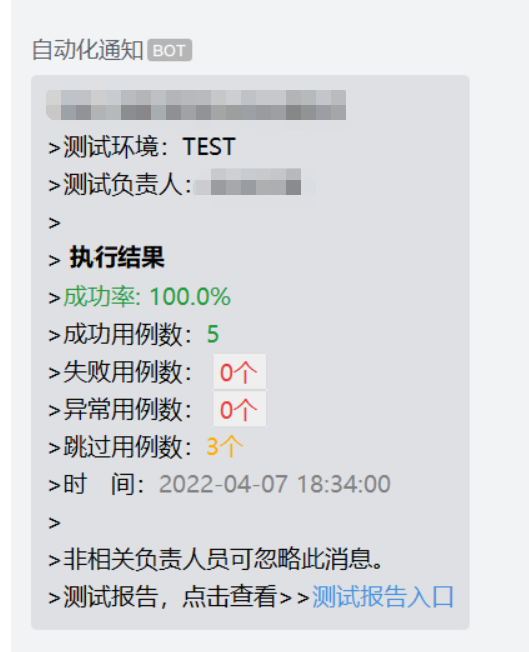 自动化通知 BOT
>测试环境：TEST
>测试负责人:
>
> 执行结果
>成功率: 100.0%
>成功用例数：5
>失败用例数： 0个
>异常用例数： 0个
>跳过用例数：3个
>时 间：2022-04-07 18:34:00
>
>非相关负责人员可忽略此消息。
>测试报告，点击查看>>测试报告入口